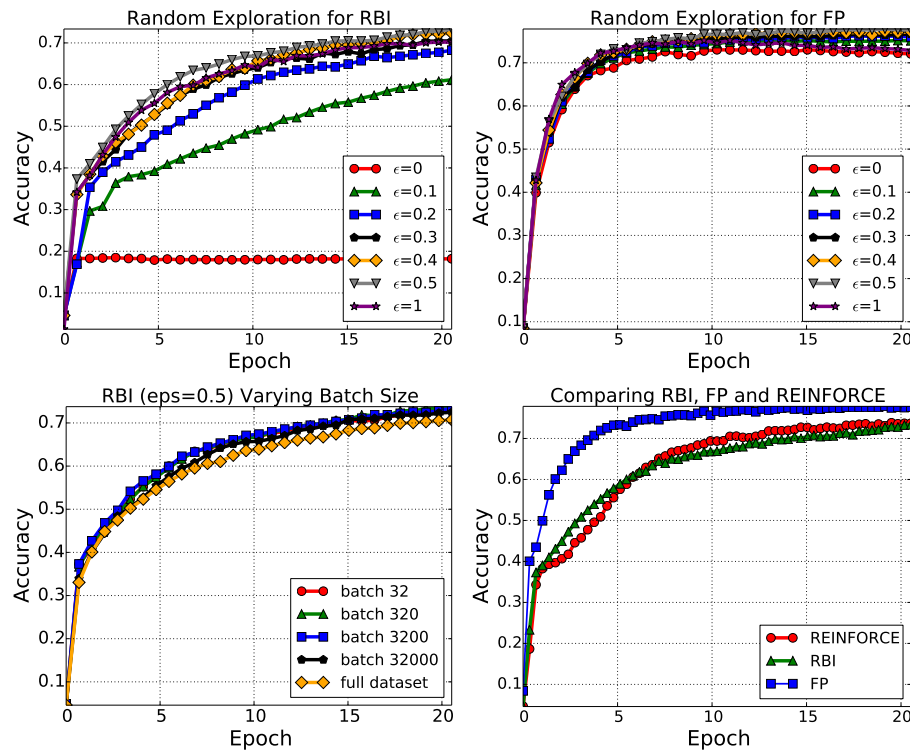 Random Exploration for RBI
Accuracy
0.7
0.6
0.5
0.4
0.3
0.2
0.1
0
5
10
15
20
Epoch
ϵ=0
ϵ=0.1
ϵ=0.2
ϵ=0.3
ϵ=0.4
ϵ=0.5
ϵ=1
Random Exploration for FP
Accuracy
0.7
0.6
0.5
0.4
0.3
0.2
0.1
0
5
10
15
20
Epoch
ϵ=0
ϵ=0.1
ϵ=0.2
ϵ=0.3
ϵ=0.4
ϵ=0.5
ϵ=1
RBI (eps=0.5) Varying Batch Size
Accuracy
0.7
0.6
0.5
0.4
0.3
0.2
0.1
0
5
10
15
20
Epoch
batch 32
batch 320
batch 3200
batch 32000
full dataset
Comparing RBI, FP and REINFORCE
Accuracy
0.7
0.6
0.5
0.4
0.3
0.2
0.1
0
5
10
15
20
Epoch
REINFORCE
RBI
FP